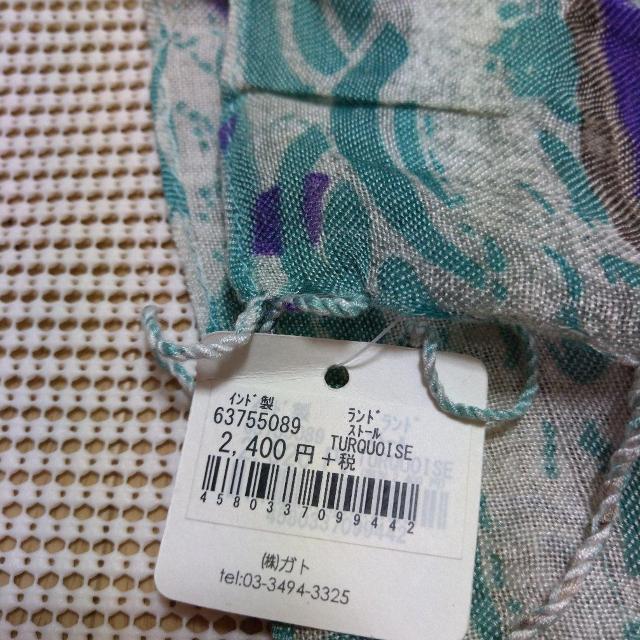 インド製 ランド
63755089 ストール
2,400円+税 TURQUOISE
4580337099442
(株)ガト
tel:03-3494-3325